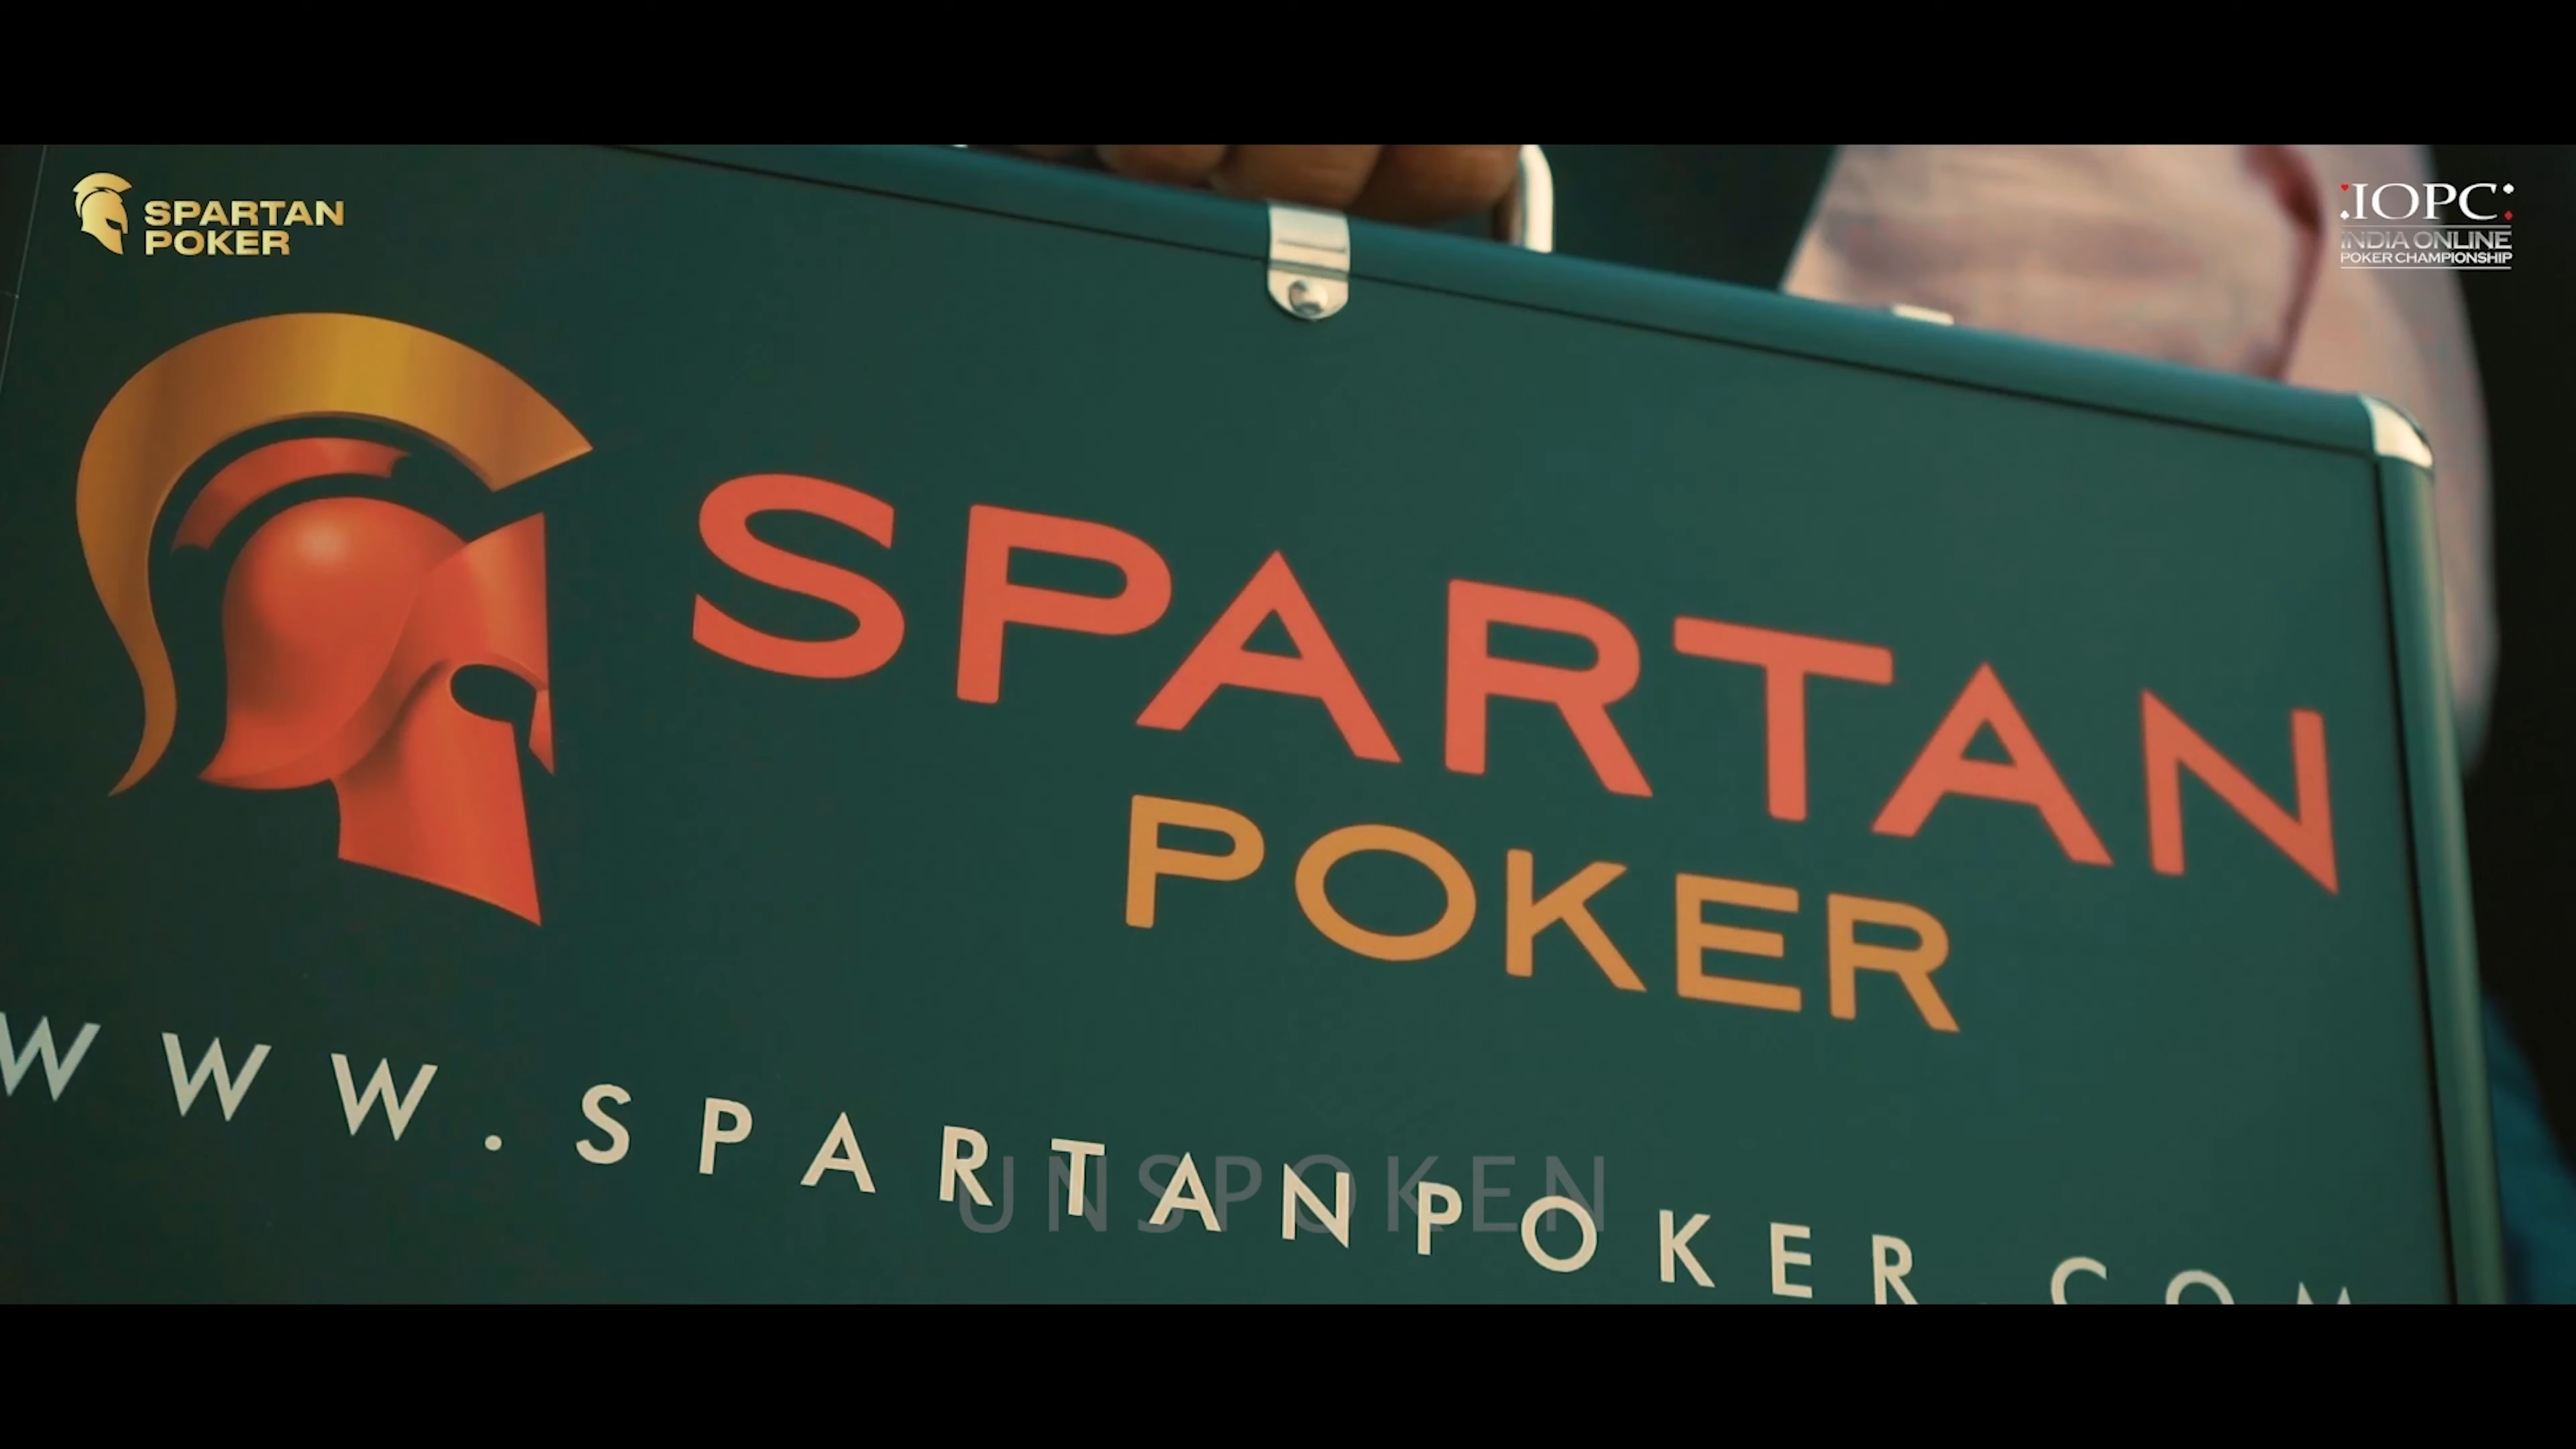 SPARTAN
POKER
IOPC
INDIA ONLINE
POKER CHAMPIONSHIP
SPARTAN
POKER
WWW.SPARTANPOKER.COM
UNSPOKEN